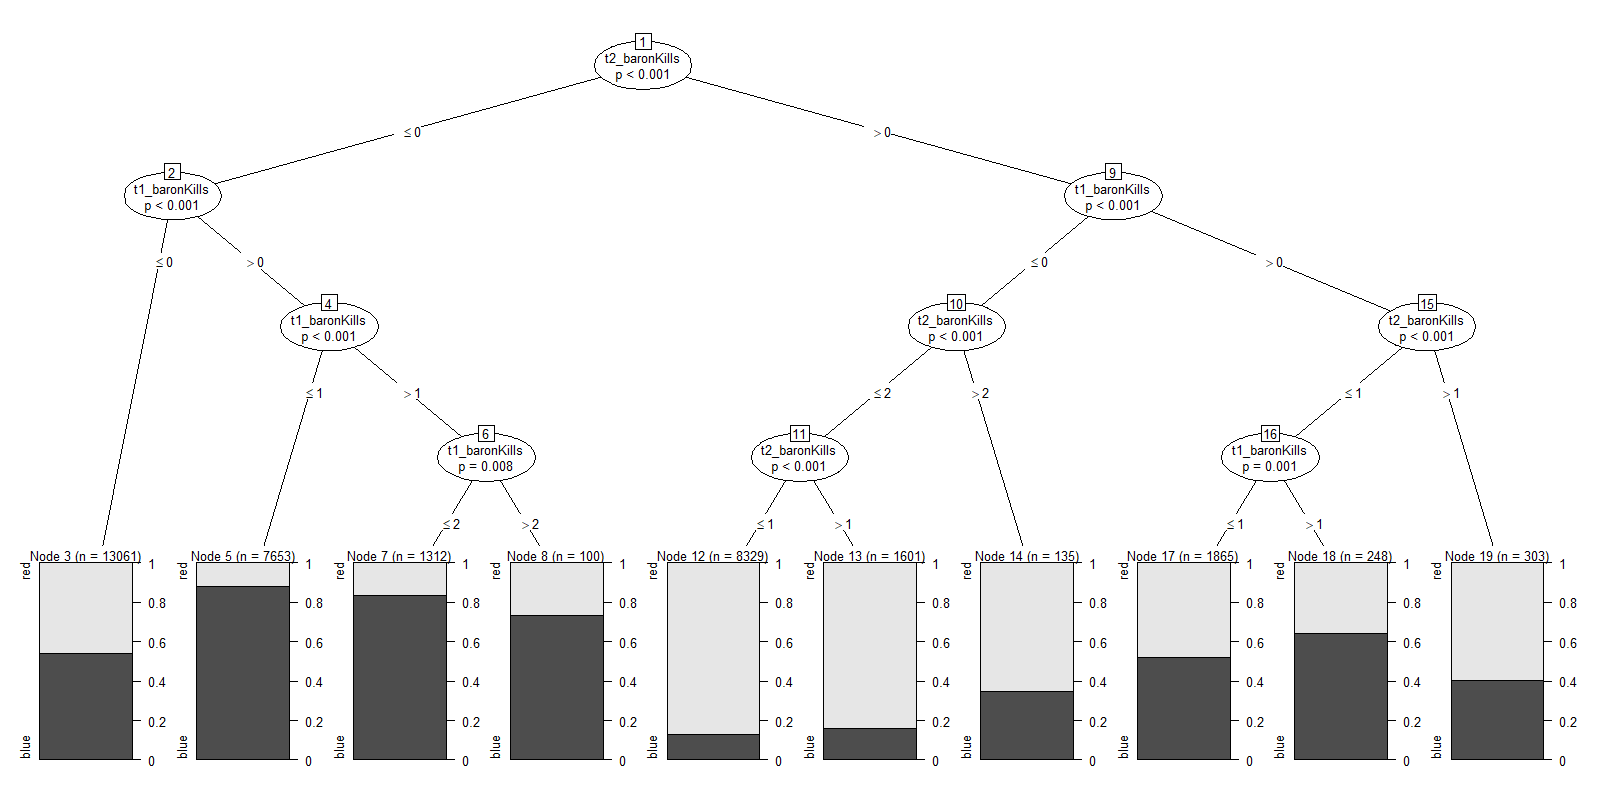 1
t2_baronKills
p < 0.001
≤ 0
> 0
2
t1_baronKills
p < 0.001
9
t1_baronKills
p < 0.001
≤ 0
> 0
≤ 0
> 0
4
t1_baronKills
p < 0.001
10
t2_baronKills
p < 0.001
15
t2_baronKills
p < 0.001
≤ 1
> 1
≤ 2
> 2
≤ 1
> 1
6
t1_baronKills
p = 0.008
11
t2_baronKills
p < 0.001
16
t1_baronKills
p = 0.001
≤ 2
> 2
≤ 1
> 1
≤ 1
> 1
Node 3 (n = 13061)
red
blue
1
0.8
0.6
0.4
0.2
0
Node 5 (n = 7653)
red
blue
1
0.8
0.6
0.4
0.2
0
Node 7 (n = 1312)
red
blue
1
0.8
0.6
0.4
0.2
0
Node 8 (n = 100)
red
blue
1
0.8
0.6
0.4
0.2
0
Node 12 (n = 8329)
red
blue
1
0.8
0.6
0.4
0.2
0
Node 13 (n = 1601)
red
blue
1
0.8
0.6
0.4
0.2
0
Node 14 (n = 135)
red
blue
1
0.8
0.6
0.4
0.2
0
Node 17 (n = 1865)
red
blue
1
0.8
0.6
0.4
0.2
0
Node 18 (n = 248)
red
blue
1
0.8
0.6
0.4
0.2
0
Node 19 (n = 303)
red
blue
1
0.8
0.6
0.4
0.2
0